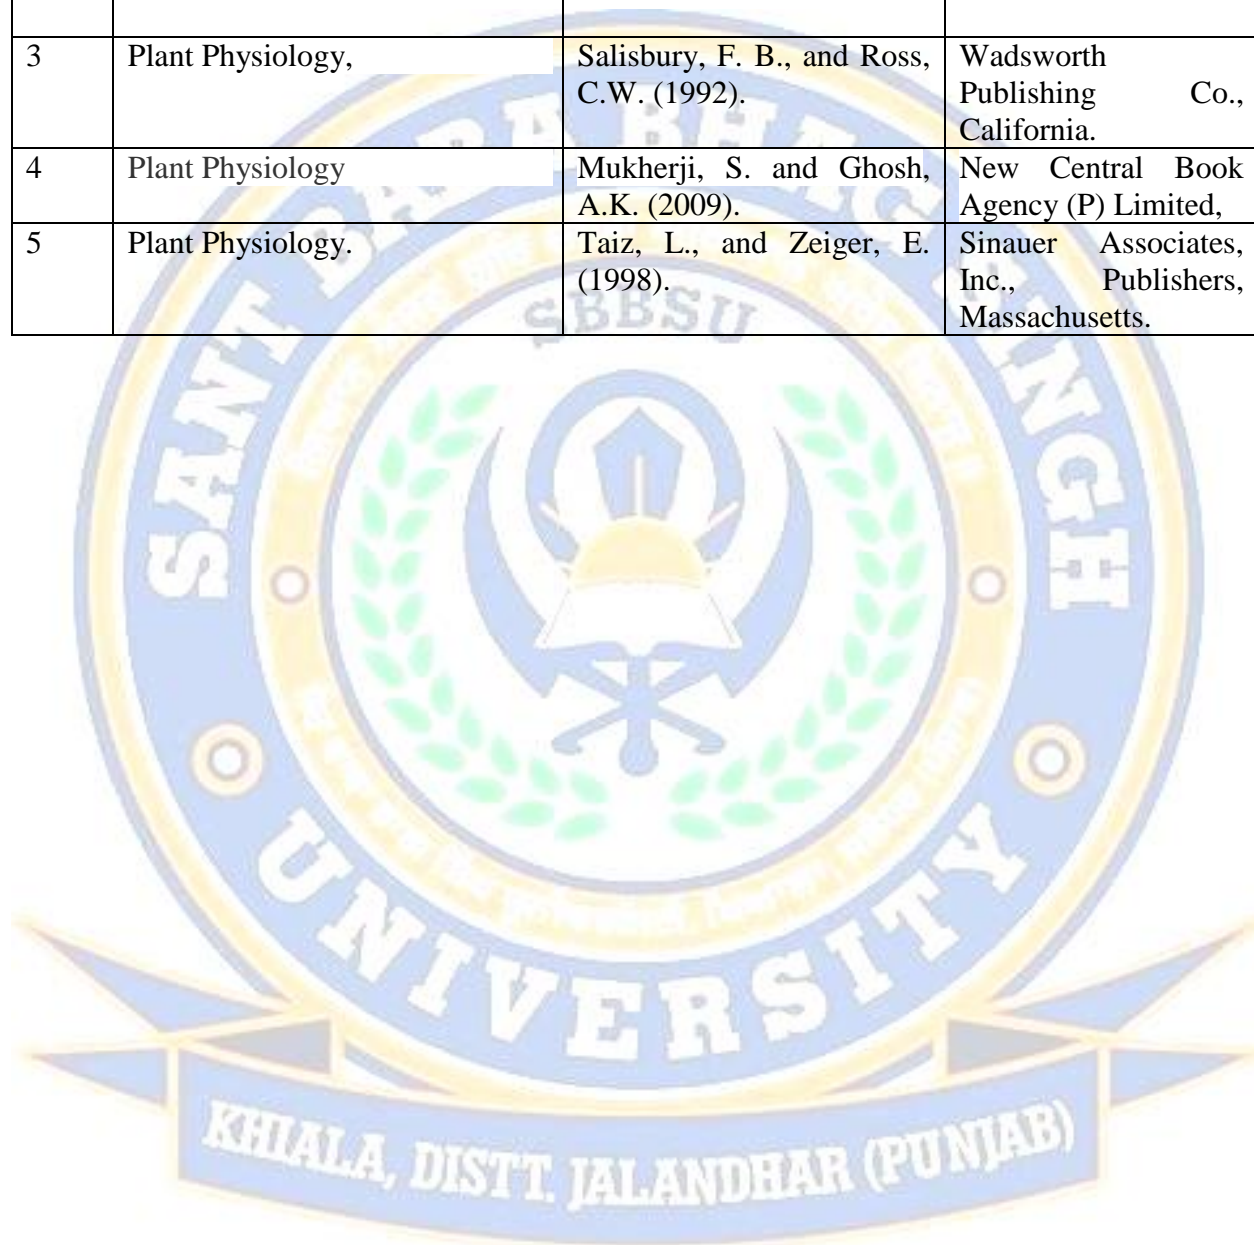 3 Plant Physiology, Salisbury, F. B., and Ross, Wadsworth
C.W. (1992). Publishing Co.,
California.
4 Plant Physiology Mukherji, S. and Ghosh, New Central Book
A.K. (2009). Agency (P) Limited,
5 Plant Physiology. Taiz, L., and Zeiger, E. Sinauer Associates,
(1998). Inc., Publishers,
Massachusetts.
SANT BABA BHAG SINGH
SBBSU
UNIVERSITY
KHIALA, DISTT. JALANDHAR (PUNJAB)